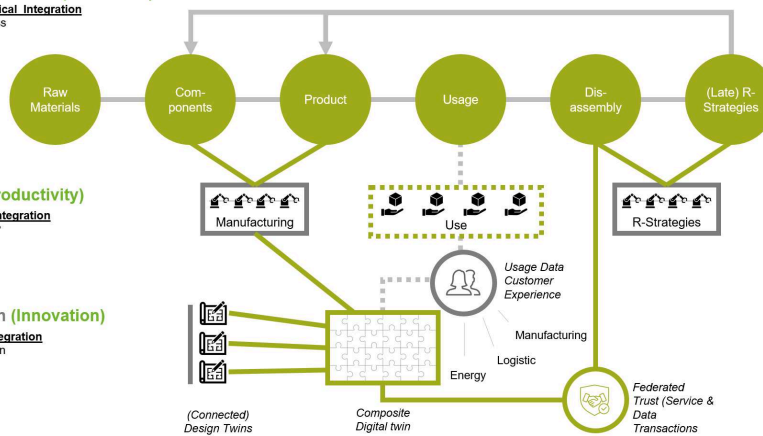 ical Integration
s
Raw
Materials
Com-
ponents
Product
Usage
Dis-
assembly
(Late) R-
Strategies
roductivity)
ntegration
Manufacturing
Use
R-Strategies
Usage Data
Customer
Experience
n (Innovation)
egration
n
Manufacturing
Logistic
Energy
(Connected)
Design Twins
Composite
Digital twin
Federated
Trust (Service &
Data
Transactions